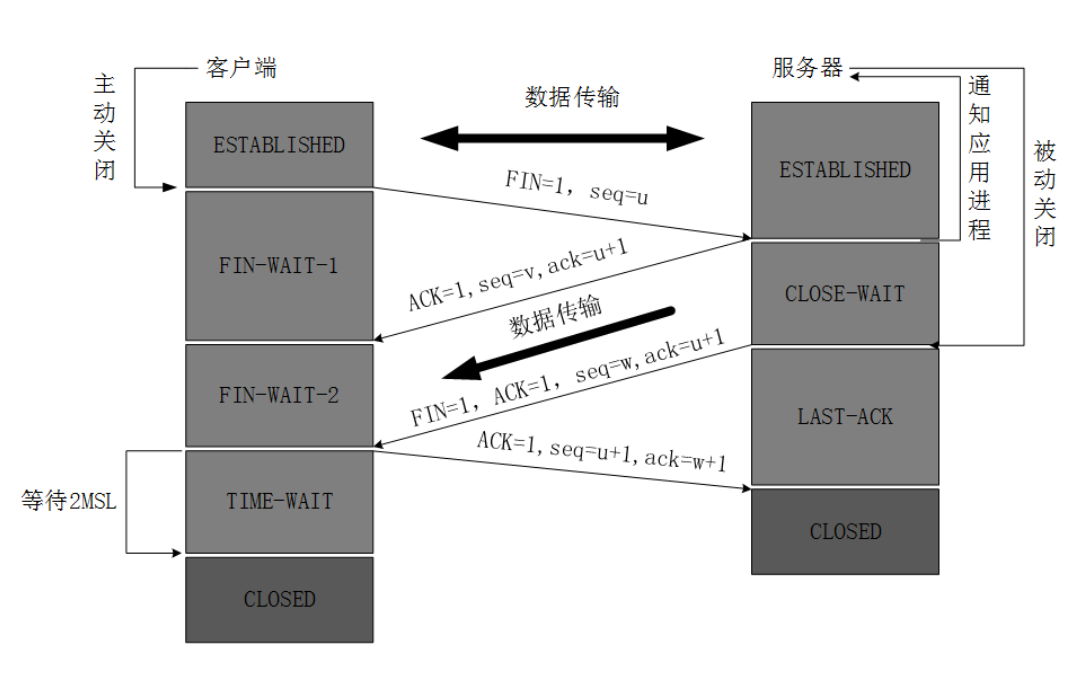 客户端
服务器
主动关闭
数据传输
通知应用进程
被动关闭
ESTABLISHED
ESTABLISHED
FIN=1, seq=u
FIN-WAIT-1
ACK=1,seq=v,ack=u+1
CLOSE-WAIT
数据传输
FIN-WAIT-2
FIN=1, ACK=1, seq=w,ack=u+1
LAST-ACK
ACK=1,seq=u+1,ack=w+1
等待2MSL
TIME-WAIT
CLOSED
CLOSED